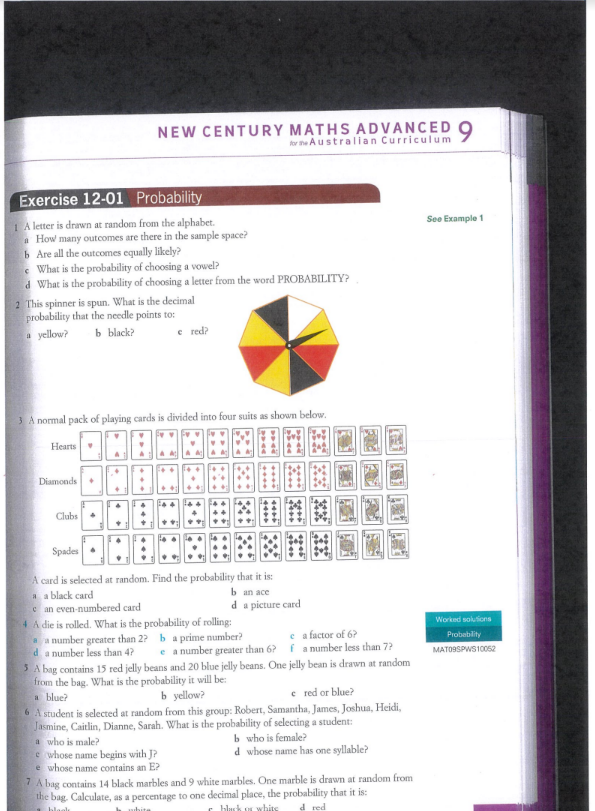 NEW CENTURY MATHS ADVANCED 9
for the Australian Curriculum
Exercise 12-01 Probability
See Example 1
1 A letter is drawn at random from the alphabet.
a How many outcomes are there in the sample space?
b Are all the outcomes equally likely?
c What is the probability of choosing a vowel?
d What is the probability of choosing a letter from the word PROBABILITY?
2 This spinner is spun. What is the decimal
probability that the needle points to:
a yellow? b black? c red?
3 A normal pack of playing cards is divided into four suits as shown below.
Hearts
Diamonds
Clubs
Spades
A card is selected at random. Find the probability that it is:
a a black card b an ace
c an even-numbered card d a picture card
4 A die is rolled. What is the probability of rolling:
a a number greater than 2? b a prime number? c a factor of 6?
d a number less than 4? e a number greater than 6? f a number less than 7?
Worked solutions
Probability
MAT09SPWS10052
5 A bag contains 15 red jelly beans and 20 blue jelly beans. One jelly bean is drawn at random
from the bag. What is the probability it will be:
a blue? b yellow? c red or blue?
6 A student is selected at random from this group: Robert, Samantha, James, Joshua, Heidi,
Jasmine, Caitlin, Dianne, Sarah. What is the probability of selecting a student:
a who is male? b who is female?
c whose name begins with J? d whose name has one syllable?
e whose name contains an E?
7 A bag contains 14 black marbles and 9 white marbles. One marble is drawn at random from
the bag. Calculate, as a percentage to one decimal place, the probability that it is:
a black b white c black or white d red